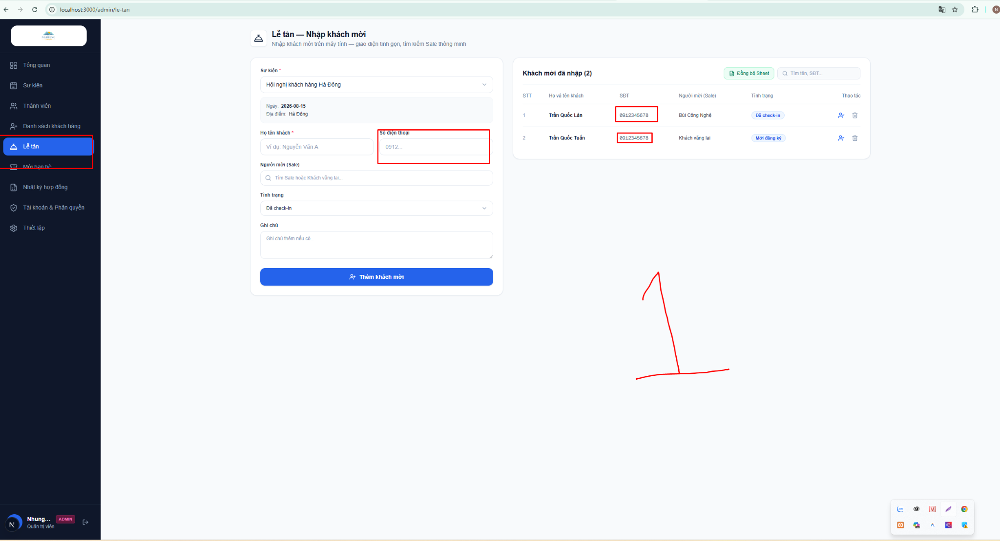 localhost:3000/admin/le-tan
N
NGHIRENG
Tổng quan
Sự kiện
Thành viên
Danh sách khách hàng
Lễ tân
Mời bạn bè
Nhật ký hợp đồng
Tài khoản & Phân quyền
Thiết lập
Lễ tân — Nhập khách mời
Nhập khách mời trên máy tính — giao diện tinh gọn, tìm kiếm Sale thông minh
Sự kiện *
Hội nghị khách hàng Hà Đông
Ngày: 2026-08-15
Địa điểm: Hà Đông
Họ tên khách *
Số điện thoại
Ví dụ: Nguyễn Văn A
0912...
Người mời (Sale)
Tìm Sale hoặc Khách vãng lai...
Tình trạng
Đã check-in
Ghi chú
Ghi chú thêm nếu có...
Thêm khách mời
Khách mời đã nhập (2)
Đồng bộ Sheet
Tìm tên, SĐT...
STT Họ và tên khách SĐT Người mời (Sale) Tình trạng Thao tác
1 Trần Quốc Lân 0912345678 Bùi Công Nghê Đã check-in
2 Trần Quốc Tuấn 0912345678 Khách vãng lai Mới đăng ký
1
N
Nhung... ADMIN
Quản trị viên
Zalo
V